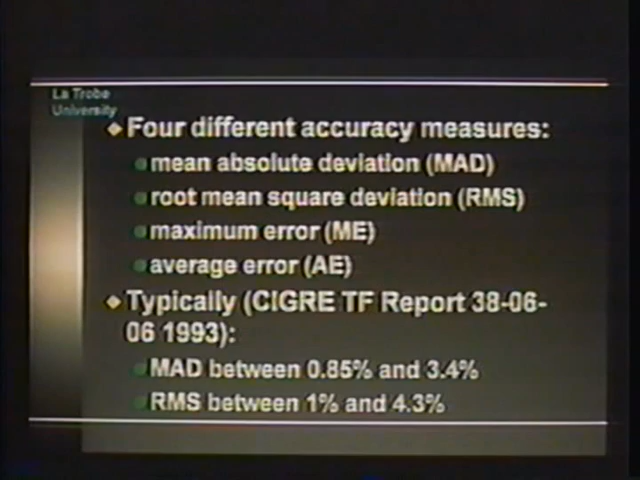 La Trobe
University
Four different accuracy measures:
mean absolute deviation (MAD)
root mean square deviation (RMS)
maximum error (ME)
average error (AE)
Typically (CIGRE TF Report 38-06-
06 1993):
MAD between 0.85% and 3.4%
RMS between 1% and 4.3%